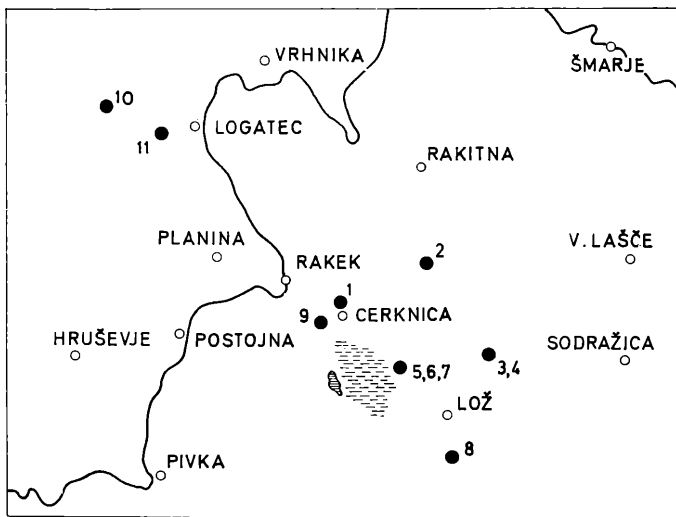 VRHNIKA
ŠMARJE
10
LOGATEC
11
RAKITNA
PLANINA
2
V. LAŠČE
RAKEK
1
CERKNICA
9
HRUŠEVJE
POSTOJNA
SODRAŽICA
5,6,7
3,4
LOŽ
8
PIVKA